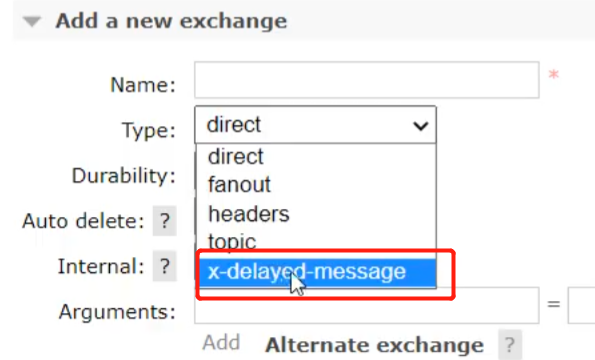 Add a new exchange
Name: *
Type: direct
direct
Durability:
fanout
Auto delete: ?
headers
topic
Internal: ?
x-delayed-message
Arguments: =
Add Alternate exchange ?